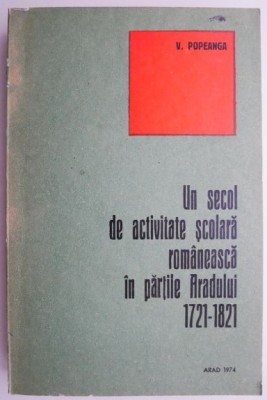 V. POPEANGA
Un secol
de activitate școlară
românească
în părțile Aradului
1721-1821
ARAD 1974